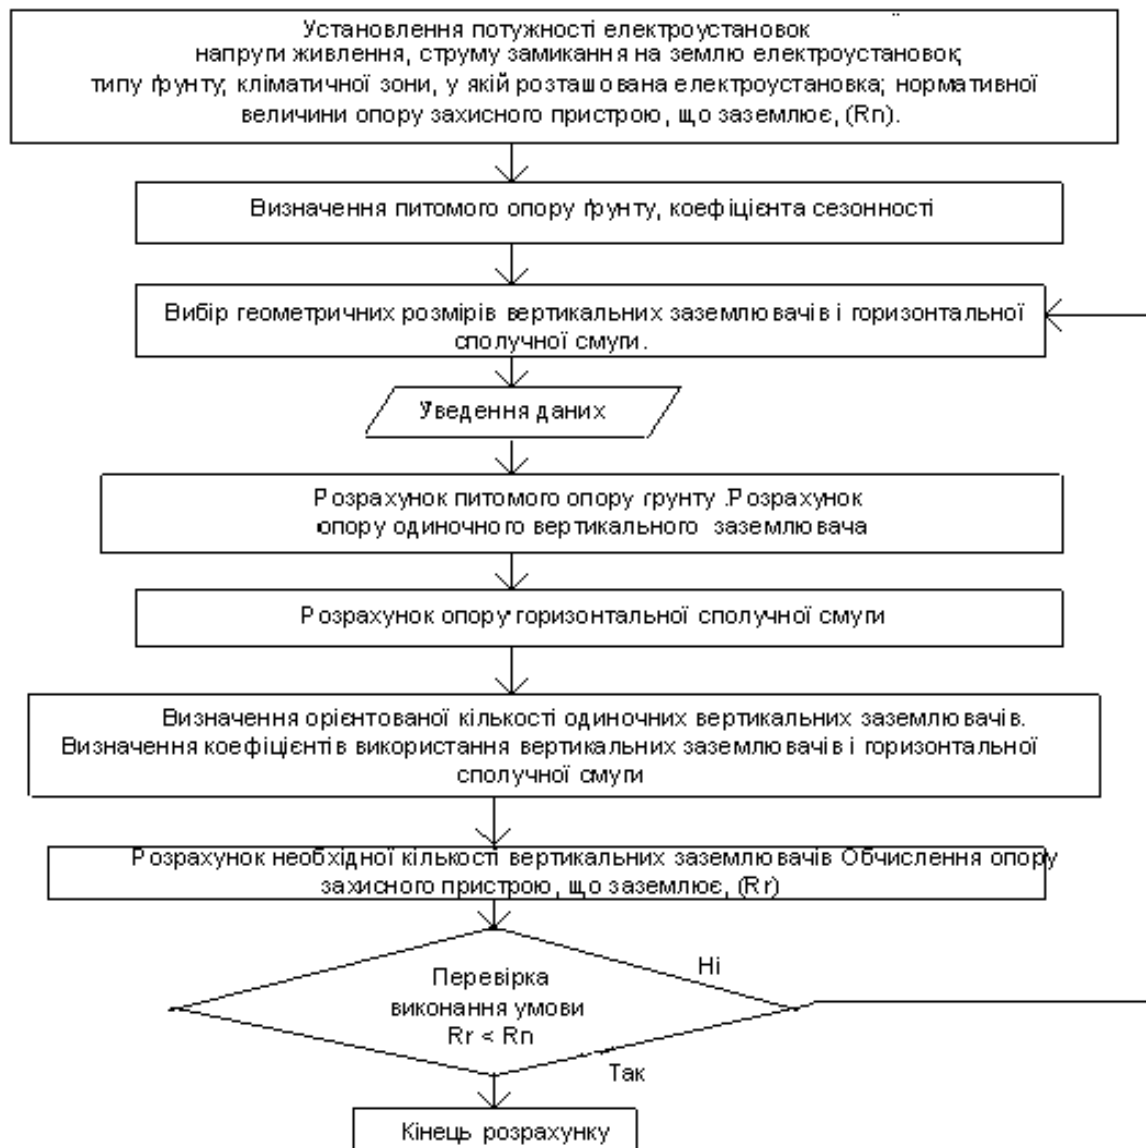 Установлення потужності електроустановок
напруги живлення, струму замикання на землю електроустановок;
типу ґрунту; кліматичної зони, у якій розташована електроустановка; нормативної
величини опору захисного пристрою, що заземлює, (Rn).
Визначення питомого опору ґрунту, коефіцієнта сезонності
Вибір геометричних розмірів вертикальних заземлювачів і горизонтальної
сполучної смуги.
Уведення даних
Розрахунок питомого опору ґрунту .Розрахунок
опору одиночного вертикального заземлювача
Розрахунок опору горизонтальної сполучної смуги
Визначення орієнтованої кількості одиночних вертикальних заземлювачів.
Визначення коефіцієнтів використання вертикальних заземлювачів і горизонтальної
сполучної смуги
Розрахунок необхідної кількості вертикальних заземлювачів Обчислення опору
захисного пристрою, що заземлює, (Rr)
Ні
Перевірка
виконання умови
Rr < Rn
Так
Кінець розрахунку